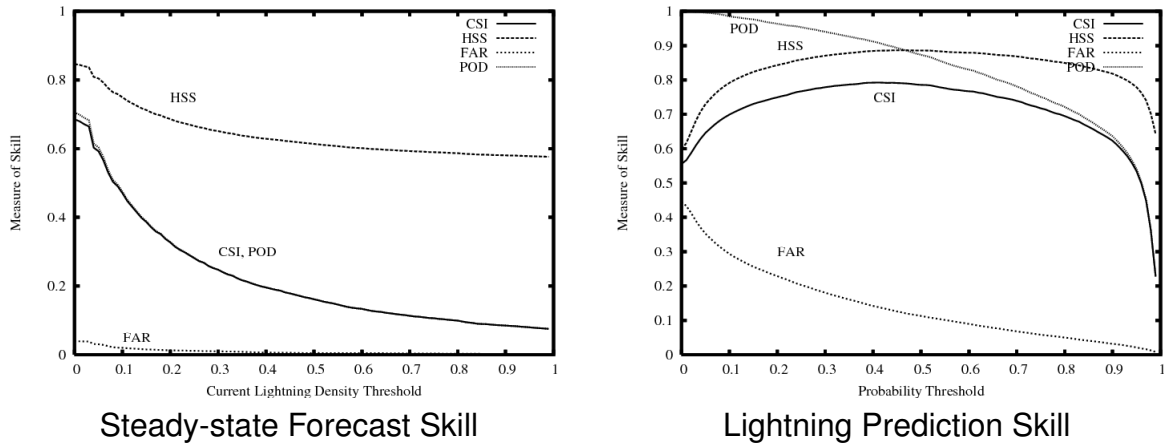 CSI
HSS
FAR
POD
1
0.8
0.6
0.4
0.2
0
Measure of Skill
HSS
CSI, POD
FAR
0 0.1 0.2 0.3 0.4 0.5 0.6 0.7 0.8 0.9 1
Current Lightning Density Threshold
Steady-state Forecast Skill
CSI
HSS
FAR
POD
1
0.9
0.8
0.7
0.6
0.5
0.4
0.3
0.2
0.1
0
Measure of Skill
POD
HSS
CSI
FAR
0 0.1 0.2 0.3 0.4 0.5 0.6 0.7 0.8 0.9 1
Probability Threshold
Lightning Prediction Skill